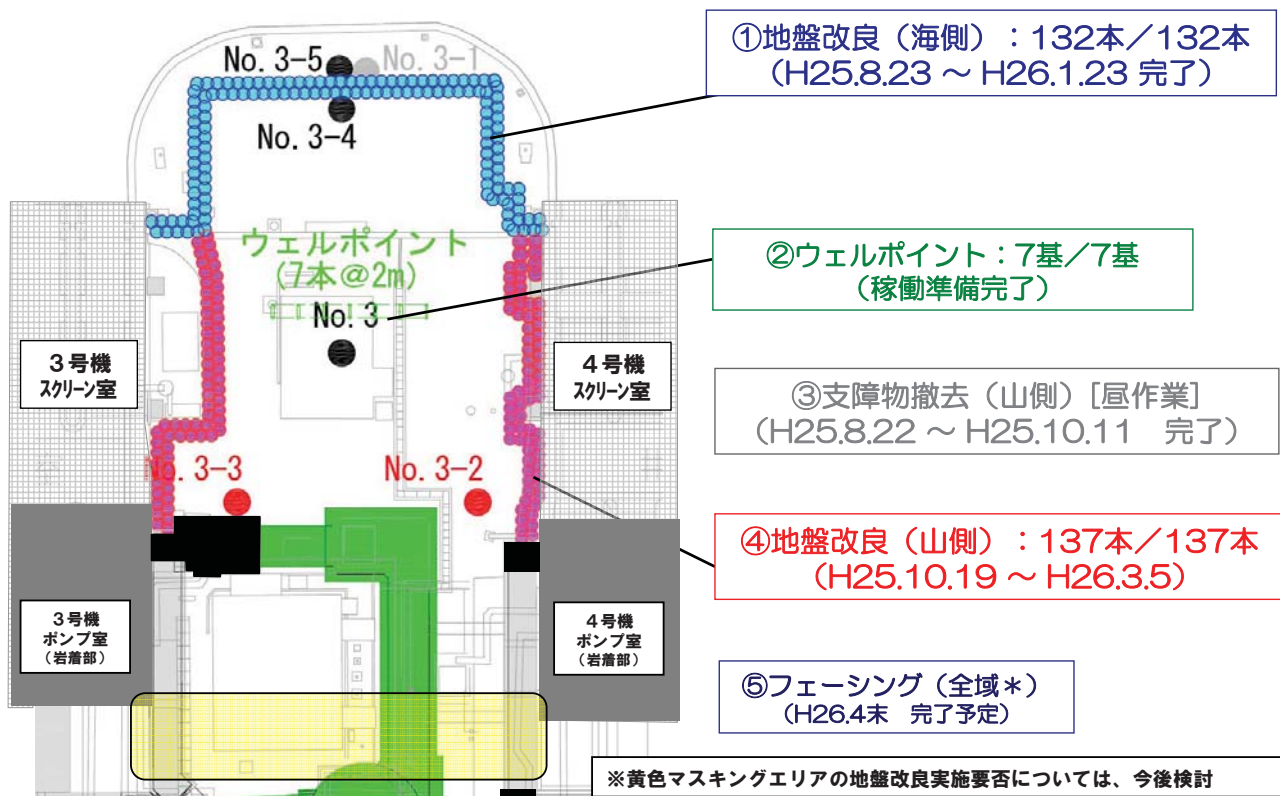 No. 3-5
No. 3-1
No. 3-4
①地盤改良（海側）：132本／132本
(H25.8.23 ～ H26.1.23 完了)
ウェルポイント
(7本@2m)
No. 3
②ウェルポイント：7基／7基
(稼働準備完了)
3号機
スクリーン室
4号機
スクリーン室
③支障物撤去（山側）[昼作業]
(H25.8.22 ～ H25.10.11　完了)
No. 3-3
No. 3-2
④地盤改良（山側）：137本／137本
(H25.10.19 ～ H26.3.5)
3号機
ポンプ室
(岩着部)
4号機
ポンプ室
(岩着部)
⑤フェーシング（全域＊）
(H26.4末　完了予定)
※黄色マスキングエリアの地盤改良実施要否については、今後検討